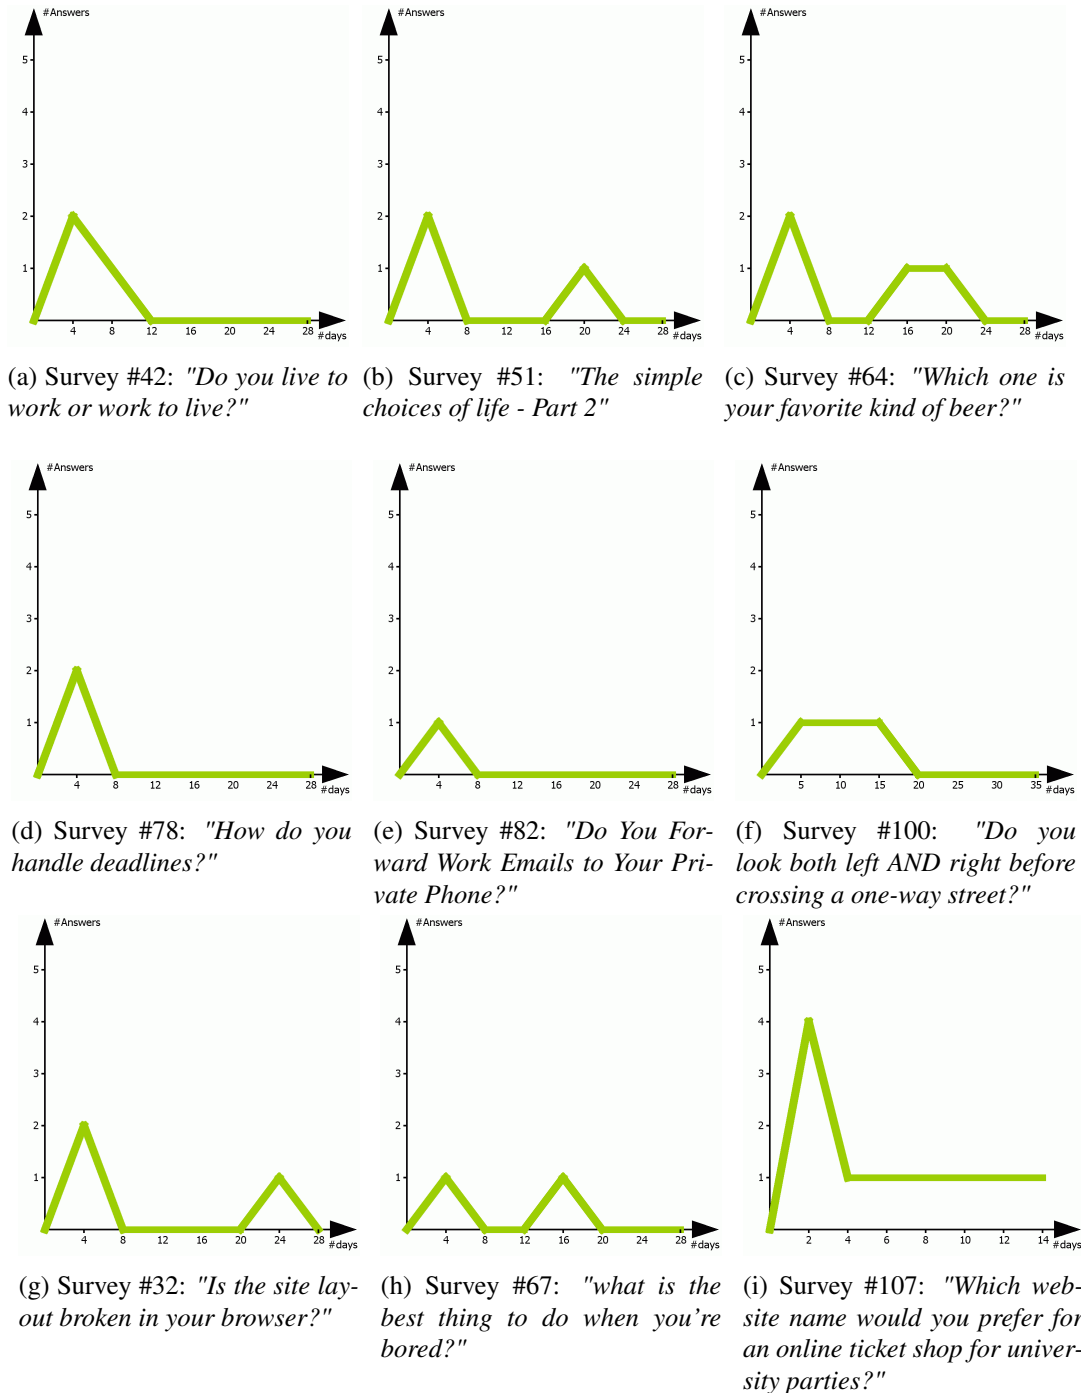 #Answers
5
4
3
2
1
4 8 12 16 20 24 28
#days
(a) Survey #42: "Do you live to
work or work to live?"
#Answers
5
4
3
2
1
4 8 12 16 20 24 28
#days
(b) Survey #51: "The simple
choices of life - Part 2"
#Answers
5
4
3
2
1
4 8 12 16 20 24 28
#days
(c) Survey #64: "Which one is
your favorite kind of beer?"
#Answers
5
4
3
2
1
4 8 12 16 20 24 28
#days
(d) Survey #78: "How do you
handle deadlines?"
#Answers
5
4
3
2
1
4 8 12 16 20 24 28
#days
(e) Survey #82: "Do You For-
ward Work Emails to Your Pri-
vate Phone?"
#Answers
5
4
3
2
1
5 10 15 20 25 30 35
#days
(f) Survey #100: "Do you
look both left AND right before
crossing a one-way street?"
#Answers
5
4
3
2
1
4 8 12 16 20 24 28
#days
(g) Survey #32: "Is the site lay-
out broken in your browser?"
#Answers
5
4
3
2
1
4 8 12 16 20 24 28
#days
(h) Survey #67: "what is the
best thing to do when you're
bored?"
#Answers
5
4
3
2
1
2 4 6 8 10 12 14
#days
(i) Survey #107: "Which web-
site name would you prefer for
an online ticket shop for univer-
sity parties?"